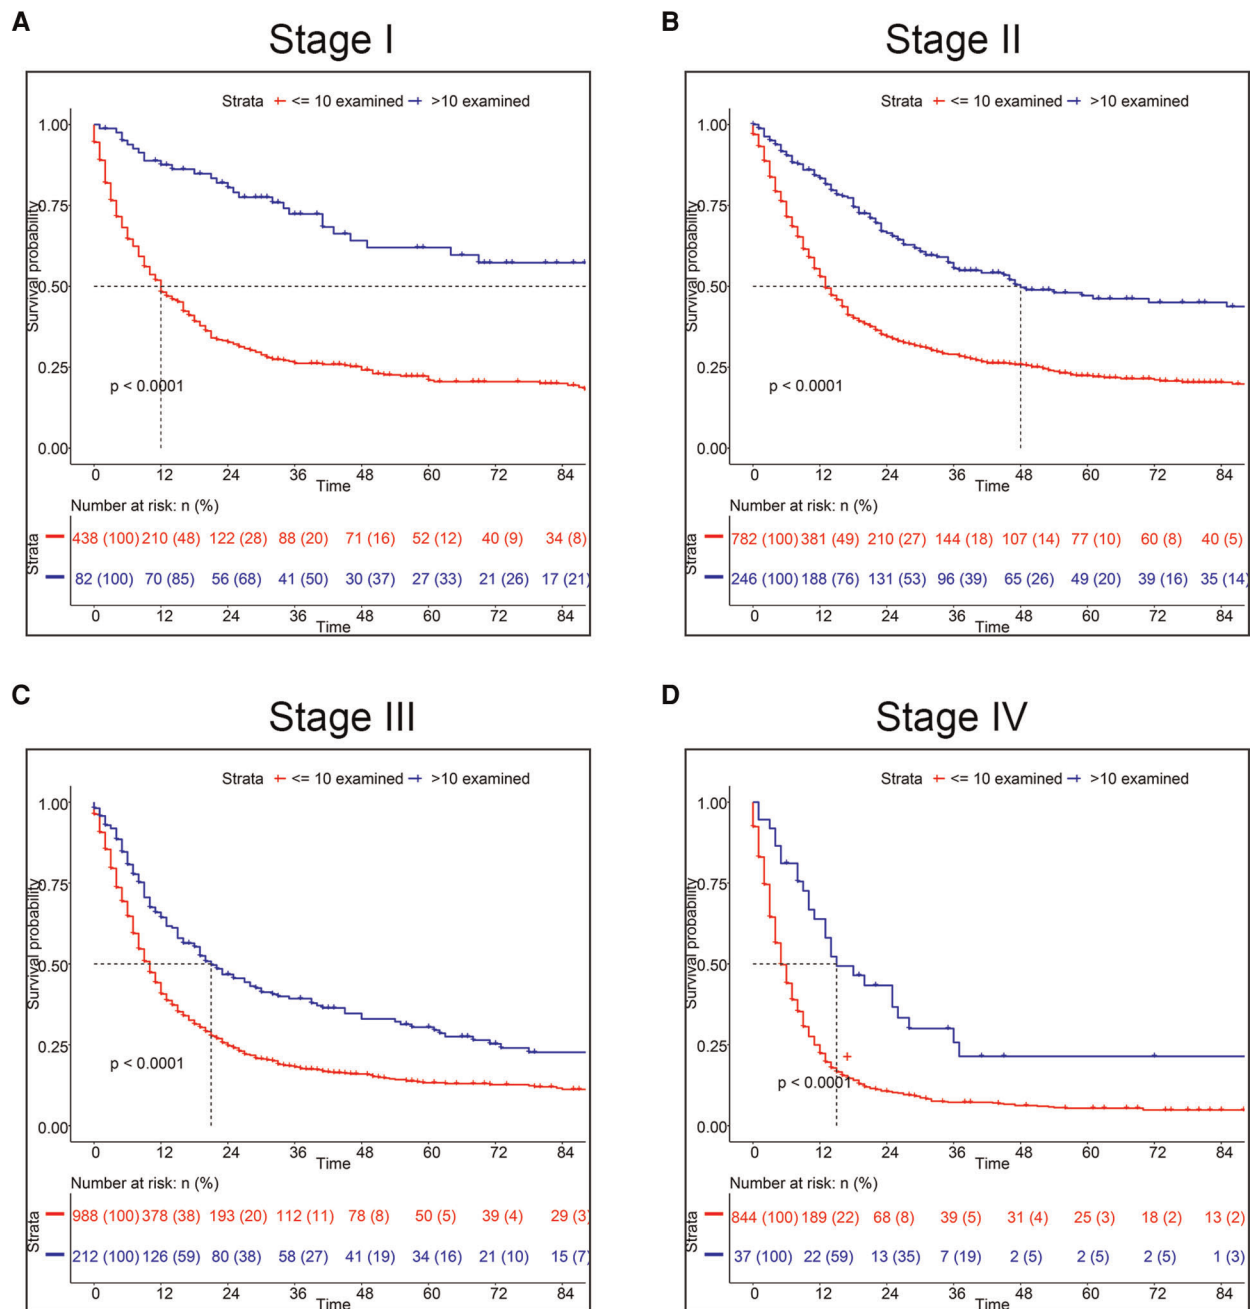 A
Stage I
Strata <= 10 examined >10 examined
Survival probability
1.00
0.75
0.50
0.25
0.00
p < 0.0001
0 12 24 36 48 60 72 84
Time
Number at risk: n (%)
Strata
438 (100) 210 (48) 122 (28) 88 (20) 71 (16) 52 (12) 40 (9) 34 (8)
82 (100) 70 (85) 56 (68) 41 (50) 30 (37) 27 (33) 21 (26) 17 (21)
0 12 24 36 48 60 72 84
Time
B
Stage II
Strata <= 10 examined >10 examined
Survival probability
1.00
0.75
0.50
0.25
0.00
p < 0.0001
0 12 24 36 48 60 72 84
Time
Number at risk: n (%)
Strata
782 (100) 381 (49) 210 (27) 144 (18) 107 (14) 77 (10) 60 (8) 40 (5)
246 (100) 188 (76) 131 (53) 96 (39) 65 (26) 49 (20) 39 (16) 35 (14)
0 12 24 36 48 60 72 84
Time
C
Stage III
Strata <= 10 examined >10 examined
Survival probability
1.00
0.75
0.50
0.25
0.00
p < 0.0001
0 12 24 36 48 60 72 84
Time
Number at risk: n (%)
Strata
988 (100) 378 (38) 193 (20) 112 (11) 78 (8) 50 (5) 39 (4) 29 (3)
212 (100) 126 (59) 80 (38) 58 (27) 41 (19) 34 (16) 21 (10) 15 (7)
0 12 24 36 48 60 72 84
D
Stage IV
Strata <= 10 examined >10 examined
Survival probability
1.00
0.75
0.50
0.25
0.00
p < 0.0001
0 12 24 36 48 60 72 84
Time
Number at risk: n (%)
Strata
844 (100) 189 (22) 68 (8) 39 (5) 31 (4) 25 (3) 18 (2) 13 (2)
37 (100) 22 (59) 13 (35) 7 (19) 2 (5) 2 (5) 2 (5) 1 (3)
0 12 24 36 48 60 72 84